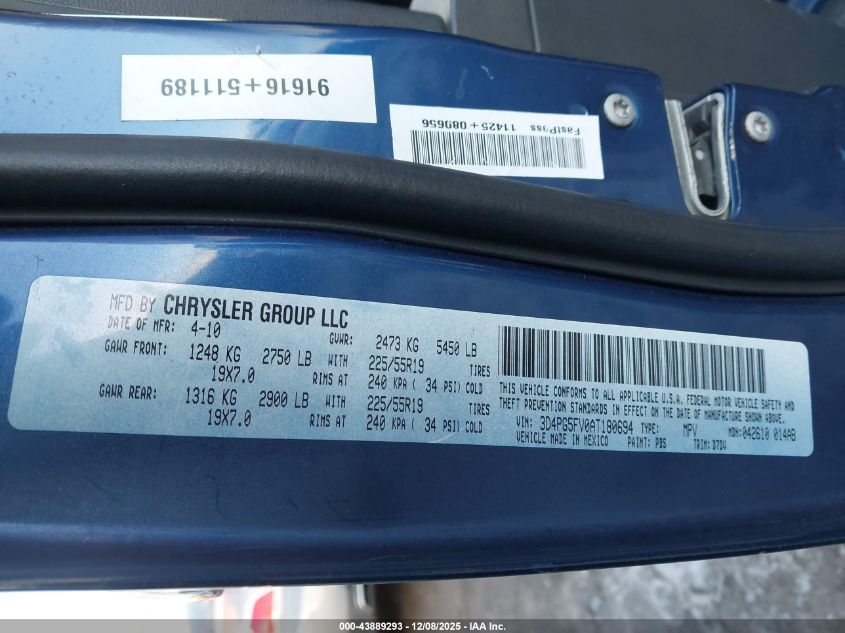 91616+511189
FastPass 11425+089656
MFD BY CHRYSLER GROUP LLC
DATE OF MFR: 4-10 GVWR: 2473 KG 5450 LB
GAWR FRONT: 1248 KG 2750 LB WITH 225/55R19 TIRES
19X7.0 RIMS AT 240 KPA ( 34 PSI) COLD
GAWR REAR: 1316 KG 2900 LB WITH 225/55R19 TIRES
19X7.0 RIMS AT 240 KPA ( 34 PSI) COLD
THIS VEHICLE CONFORMS TO ALL APPLICABLE U.S.A. FEDERAL MOTOR VEHICLE SAFETY AND
THEFT PREVENTION STANDARDS IN EFFECT ON THE DATE OF MANUFACTURE SHOWN ABOVE.
VIN: 3D4PG5FV0AT180694 TYPE: MPV MDH: 042610 014AB
VEHICLE MADE IN MEXICO PAINT: PBS TRIM: D7DV
000-43889293 - 12/08/2025 - IAA Inc.